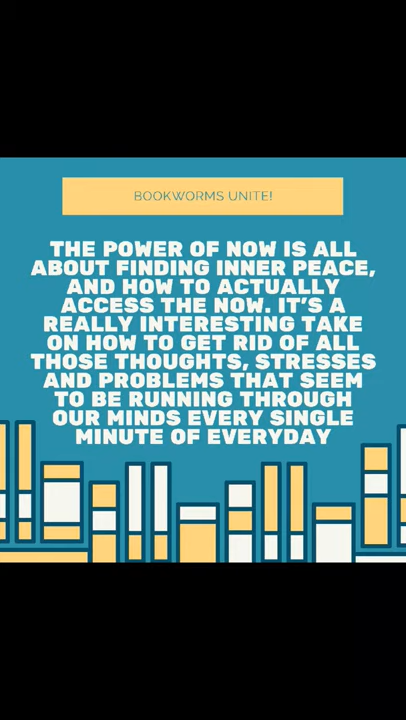 BOOKWORMS UNITE!
THE POWER OF NOW IS ALL
ABOUT FINDING INNER PEACE,
AND HOW TO ACTUALLY
ACCESS THE NOW. IT'S A
REALLY INTERESTING TAKE
ON HOW TO GET RID OF ALL
THOSE THOUGHTS, STRESSES
AND PROBLEMS THAT SEEM
TO BE RUNNING THROUGH
OUR MINDS EVERY SINGLE
MINUTE OF EVERYDAY